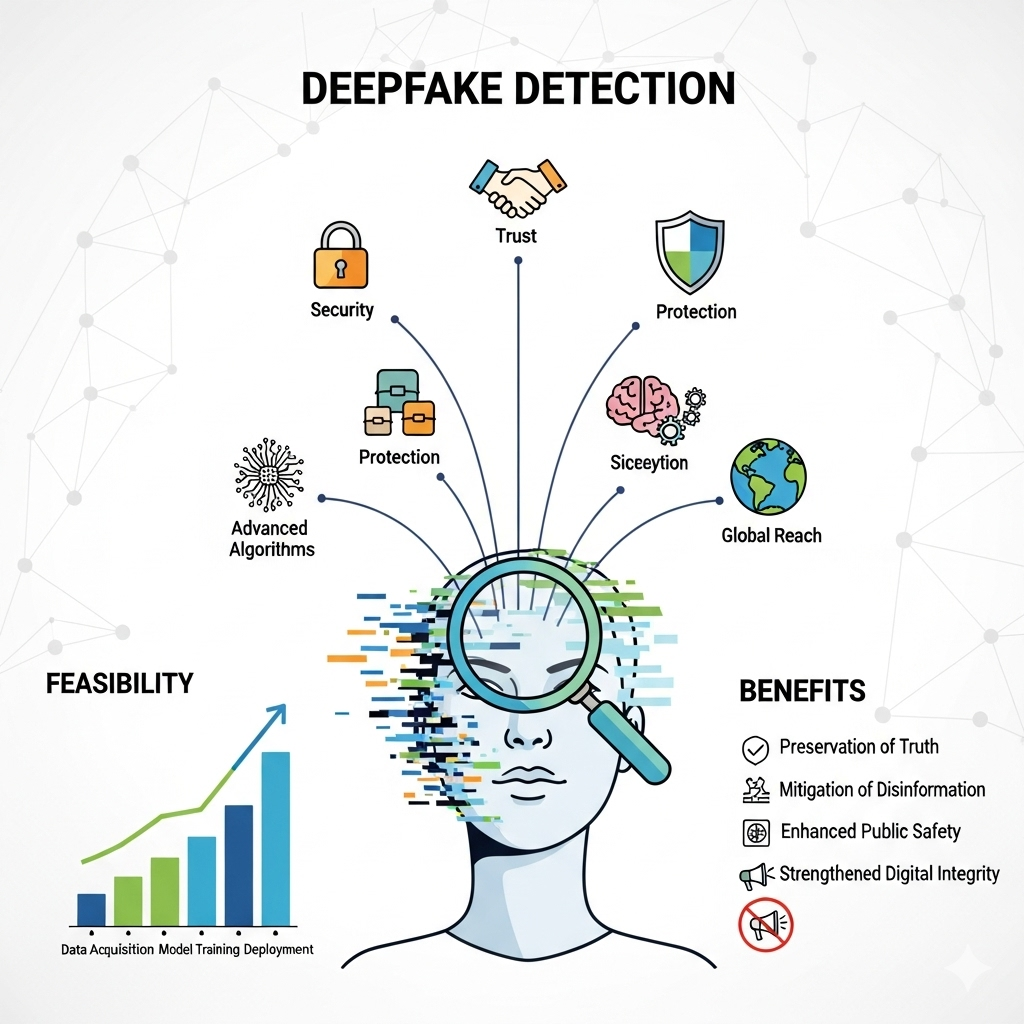 DEEPFAKE DETECTION
Trust
Security
Protection
Protection
Siceeytion
Advanced
Algorithms
Global Reach
FEASIBILITY
Data Acquisition Model Training Deployment
BENEFITS
Preservation of Truth
Mitigation of Disinformation
Enhanced Public Safety
Strengthened Digital Integrity